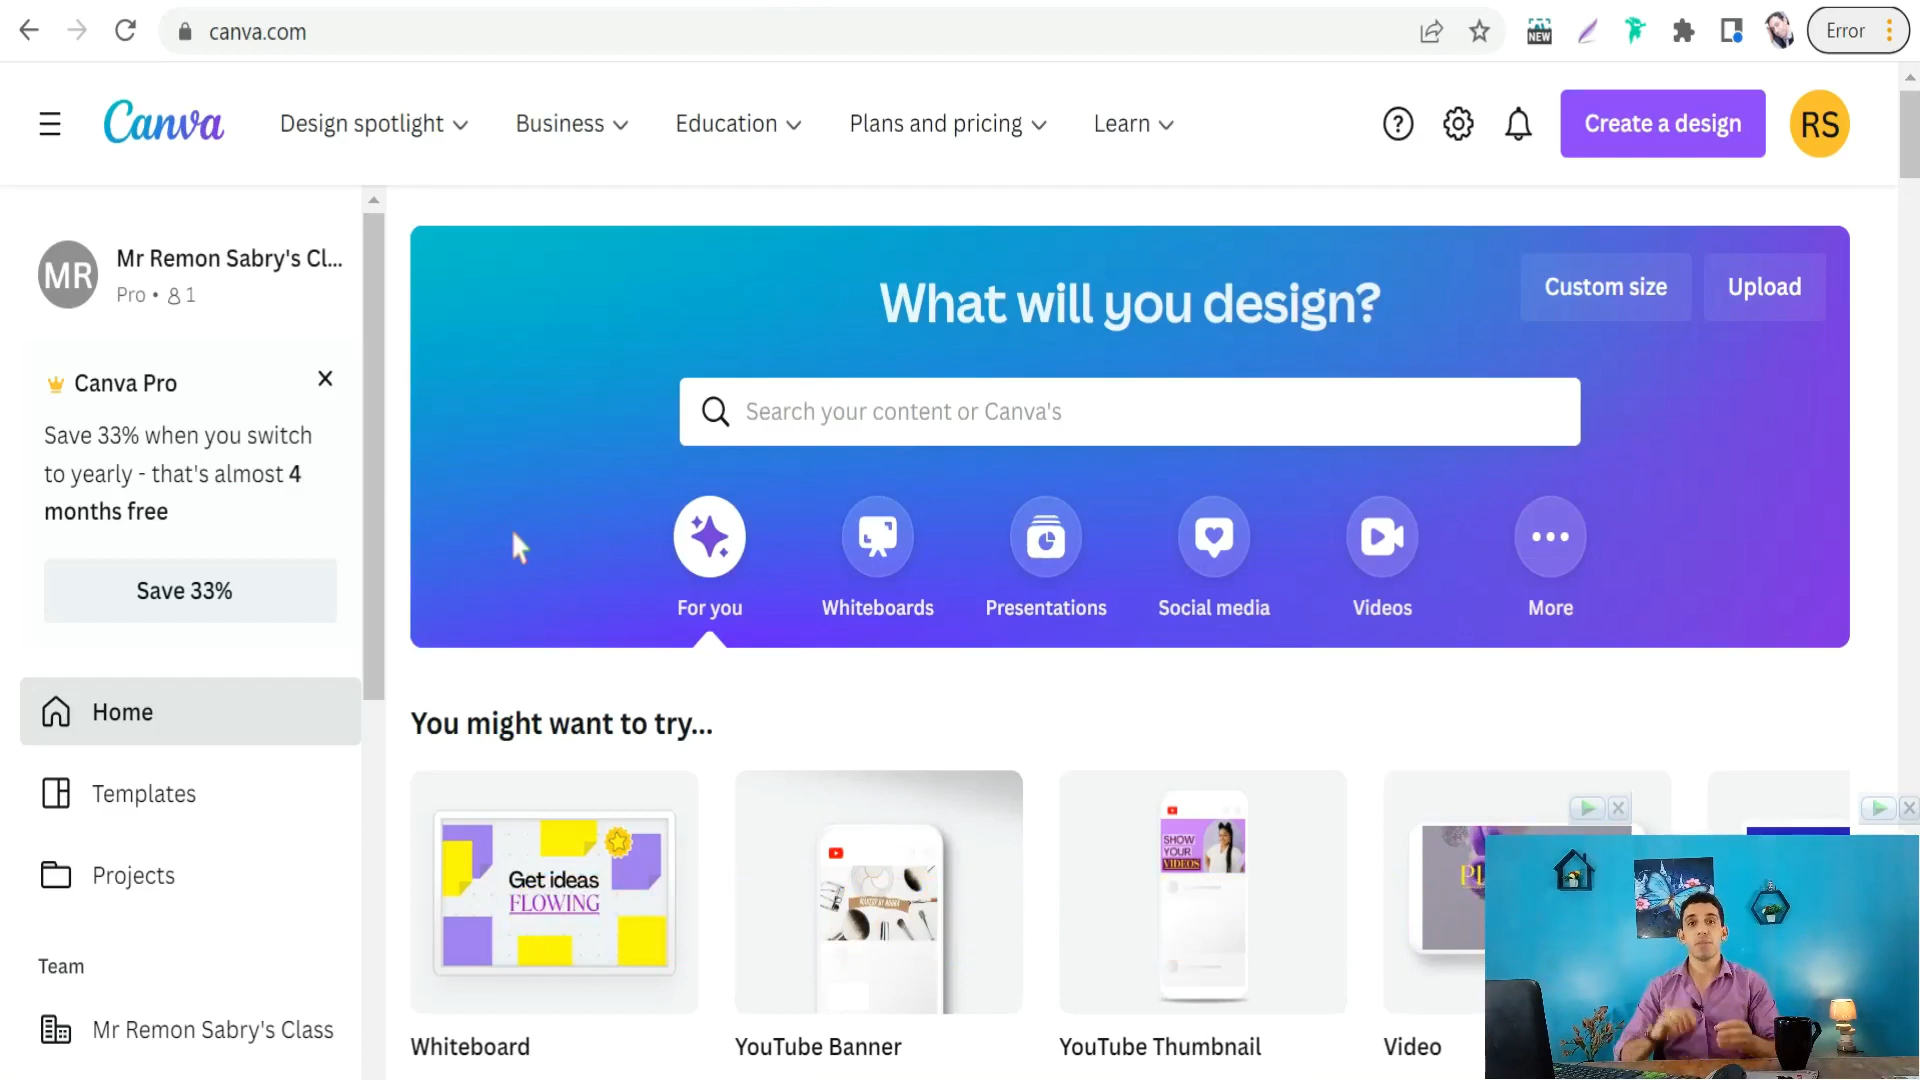 canva.com
NEW
Error
Canva
Design spotlight
Business
Education
Plans and pricing
Learn
Create a design
RS
MR
Mr Remon Sabry's Cl...
Pro • 1
Canva Pro
Save 33% when you switch
to yearly - that's almost 4
months free
Save 33%
Home
Templates
Projects
Team
Mr Remon Sabry's Class
What will you design?
Custom size
Upload
Search your content or Canva's
For you
Whiteboards
Presentations
Social media
Videos
More
You might want to try...
Get ideas
FLOWING
SHOW
YOUR
VIDEOS
PL
Whiteboard
YouTube Banner
YouTube Thumbnail
Video